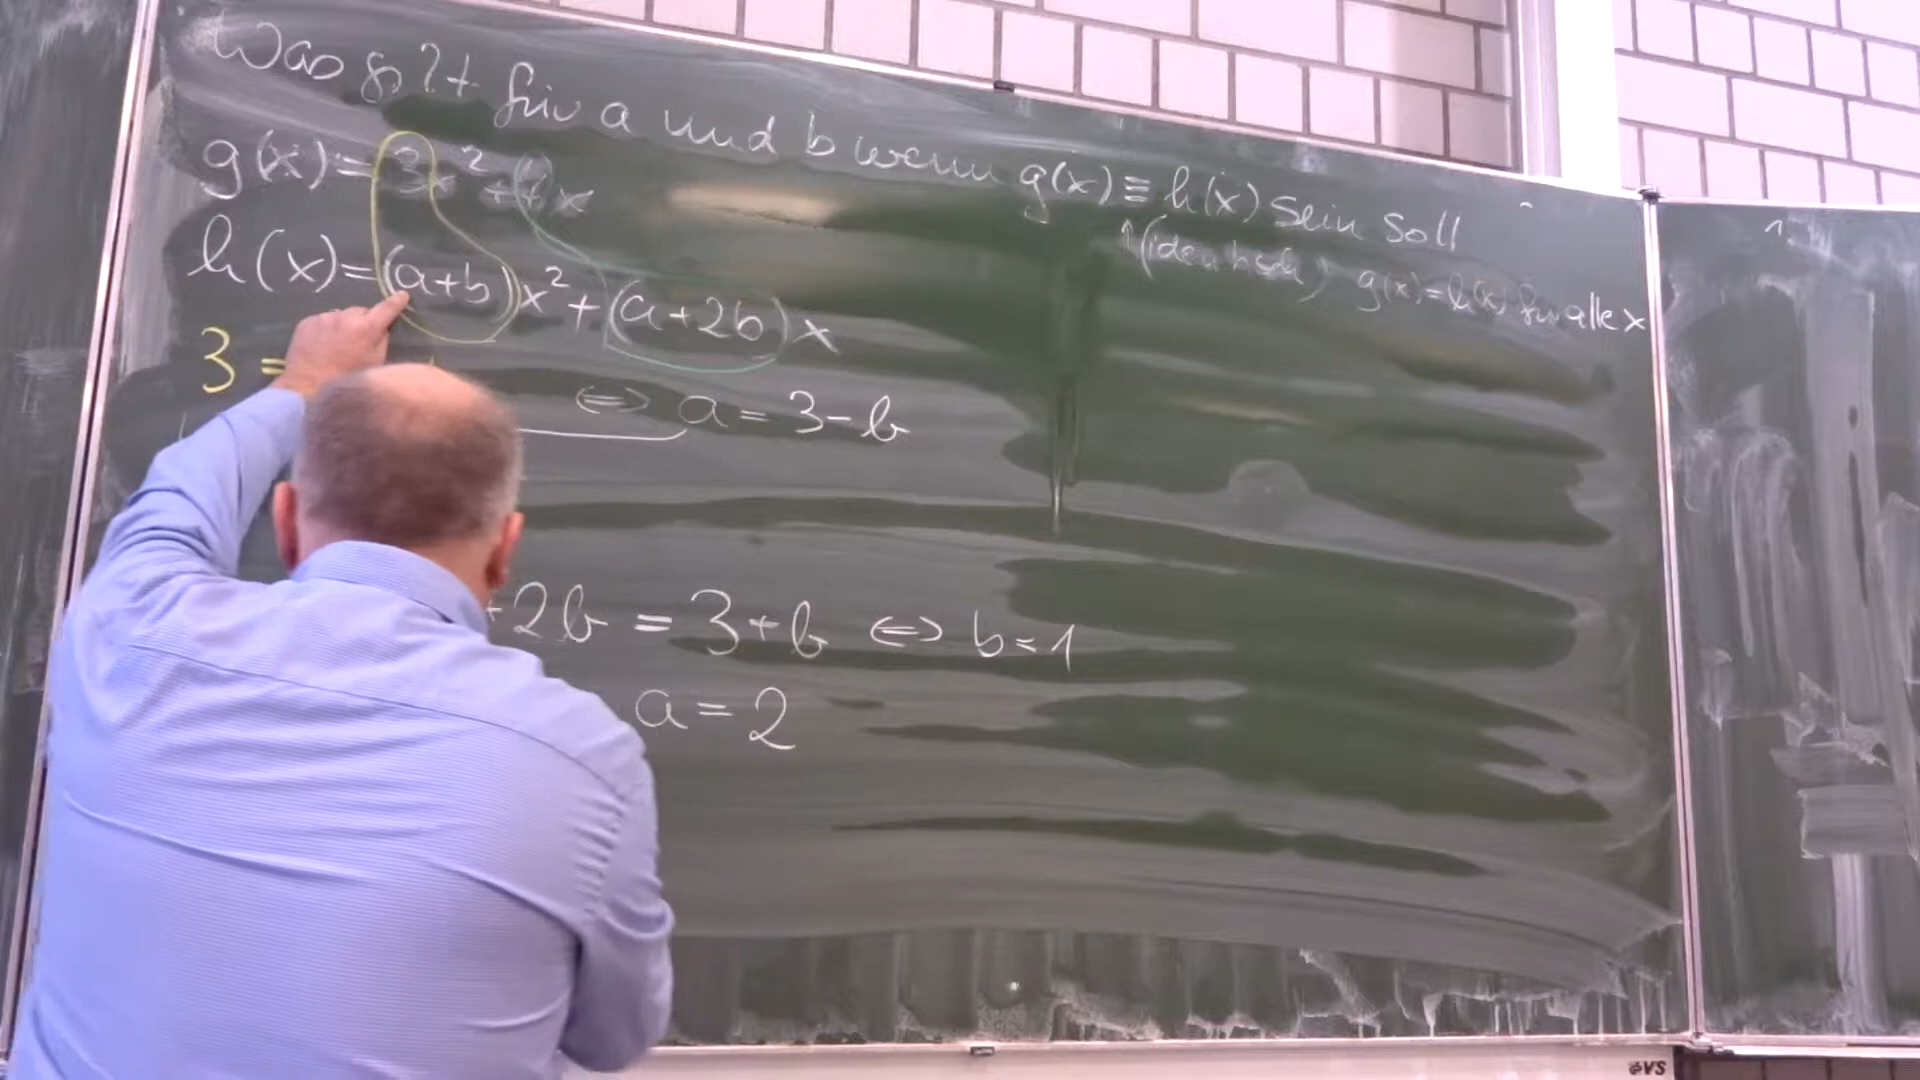 Was gilt für a und b wenn g(x) ≡ h(x) sein soll
↑ (identisch) g(x)=h(x) für alle x
g(x)=3x²+4x
h(x)=(a+b)x²+(a+2b)x
3 =
⇔ a = 3-b
+2b = 3+b ⇔ b=1
a = 2
VS